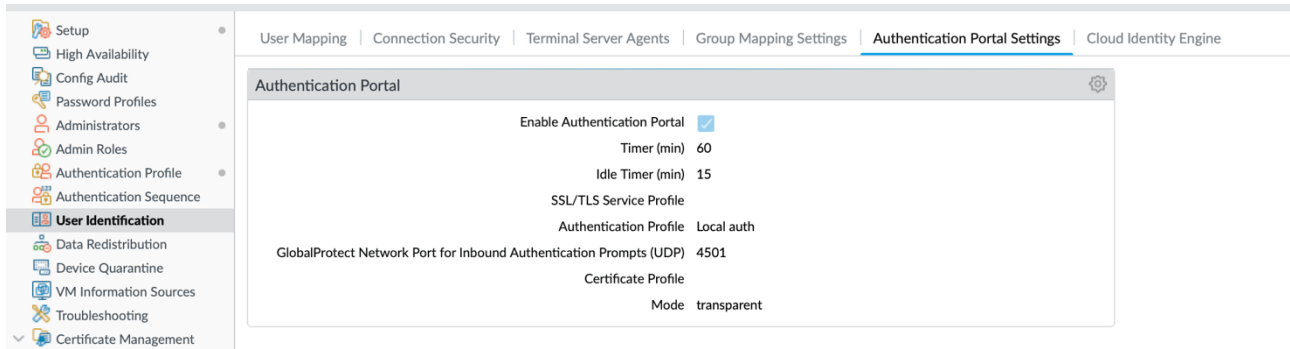 Setup
High Availability
Config Audit
Password Profiles
Administrators
Admin Roles
Authentication Profile
Authentication Sequence
User Identification
Data Redistribution
Device Quarantine
VM Information Sources
Troubleshooting
Certificate Management
User Mapping | Connection Security | Terminal Server Agents | Group Mapping Settings | Authentication Portal Settings | Cloud Identity Engine
Authentication Portal
Enable Authentication Portal
Timer (min) 60
Idle Timer (min) 15
SSL/TLS Service Profile
Authentication Profile Local auth
GlobalProtect Network Port for Inbound Authentication Prompts (UDP) 4501
Certificate Profile
Mode transparent